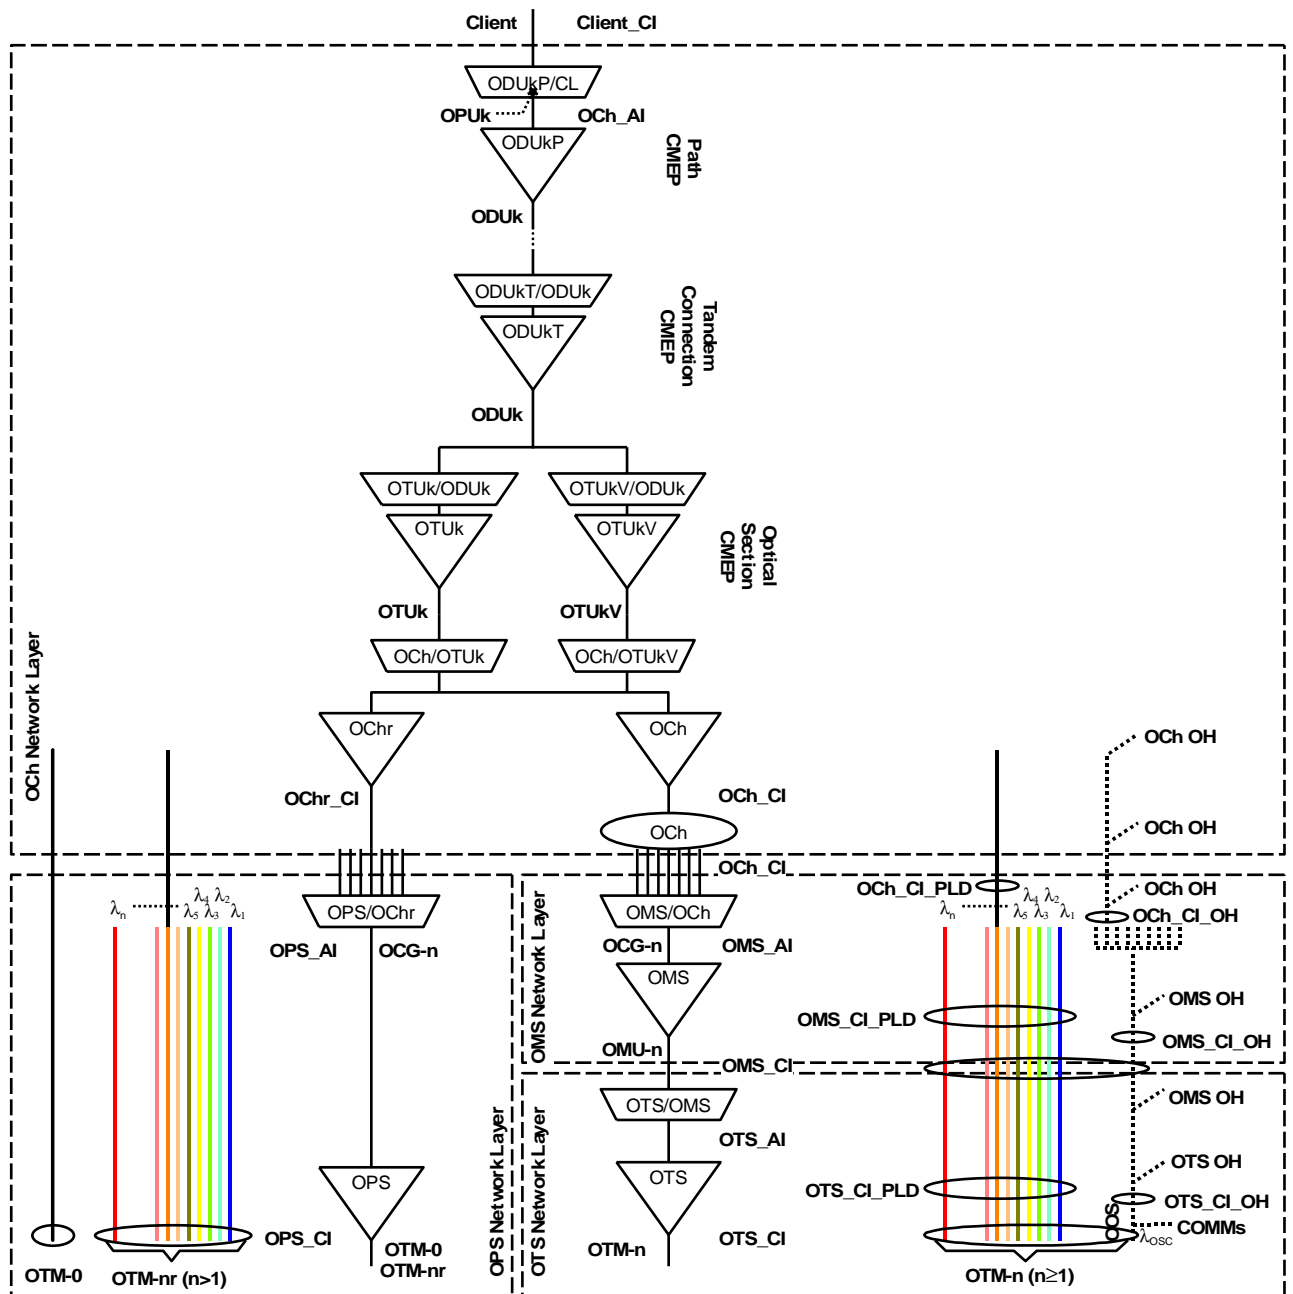 Client
Client_CI
ODUkP/CL
OPUk
OCh_AI
ODUkP
Path
CMEP
ODUk
ODUkT/ODUk
ODUkT
Tandem
Connection
CMEP
ODUk
OTUk/ODUk
OTUkV/ODUk
OTUk
OTUkV
Optical
Section
CMEP
OTUk
OTUkV
OCh/OTUk
OCh/OTUkV
OCh Network Layer
OChr
OCh
OCh OH
OChr_CI
OCh_CI
OCh
OCh OH
OCh_CI
OCh_CI_PLD
OCh OH
λn
λ5
λ4
λ3
λ2
λ1
OPS/OChr
OMS/OCh
λn
λ5
λ4
λ3
λ2
λ1
OCh_CI_OH
OPS_AI
OCG-n
OCG-n
OMS_AI
OMS Network Layer
OMS
OMS OH
OMS_CI_PLD
OMS_CI_OH
OMU-n
OMS_CI
OTS/OMS
OMS OH
OTS_AI
OPS Network Layer
OTS Network Layer
OPS
OTS
OTS OH
OTS_CI_PLD
OTS_CI_OH
OOS
COMMs
λOSC
OPS_CI
OTM-0
OTM-nr
OTM-n
OTS_CI
OTM-0
OTM-nr (n>1)
OTM-n (n≥1)